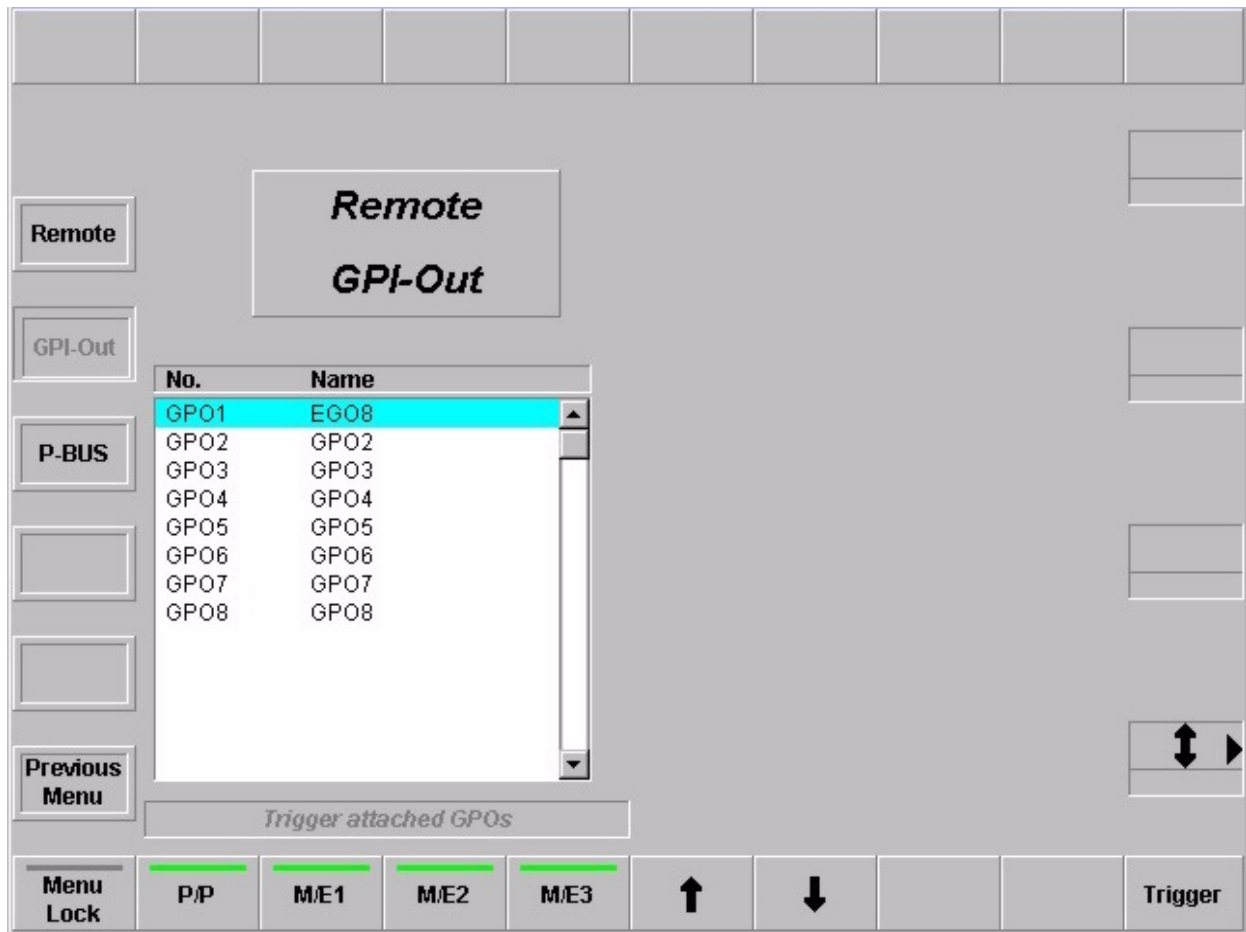 Remote
GPI-Out
Remote
GPI-Out
P-BUS
Previous
Menu
No. Name
GPO1 EGO8
GPO2 GPO2
GPO3 GPO3
GPO4 GPO4
GPO5 GPO5
GPO6 GPO6
GPO7 GPO7
GPO8 GPO8
Trigger attached GPOs
Menu
Lock
P/P
M/E1
M/E2
M/E3
Trigger